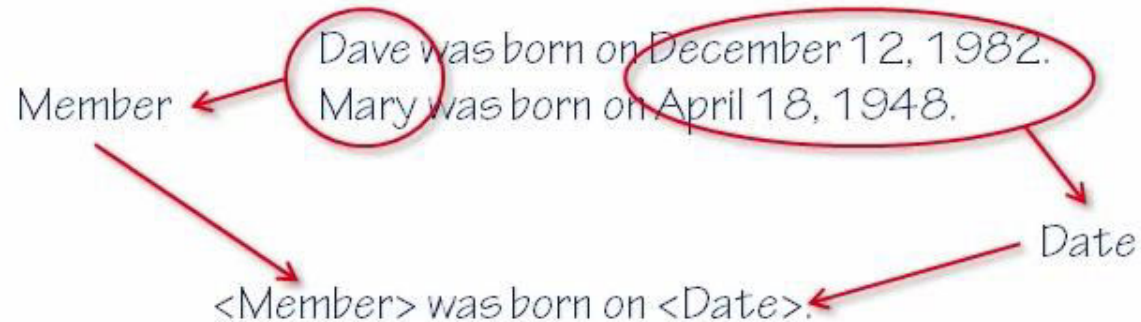 Dave was born on December 12, 1982.
Member Mary was born on April 18, 1948.
Date
<Member> was born on <Date>.